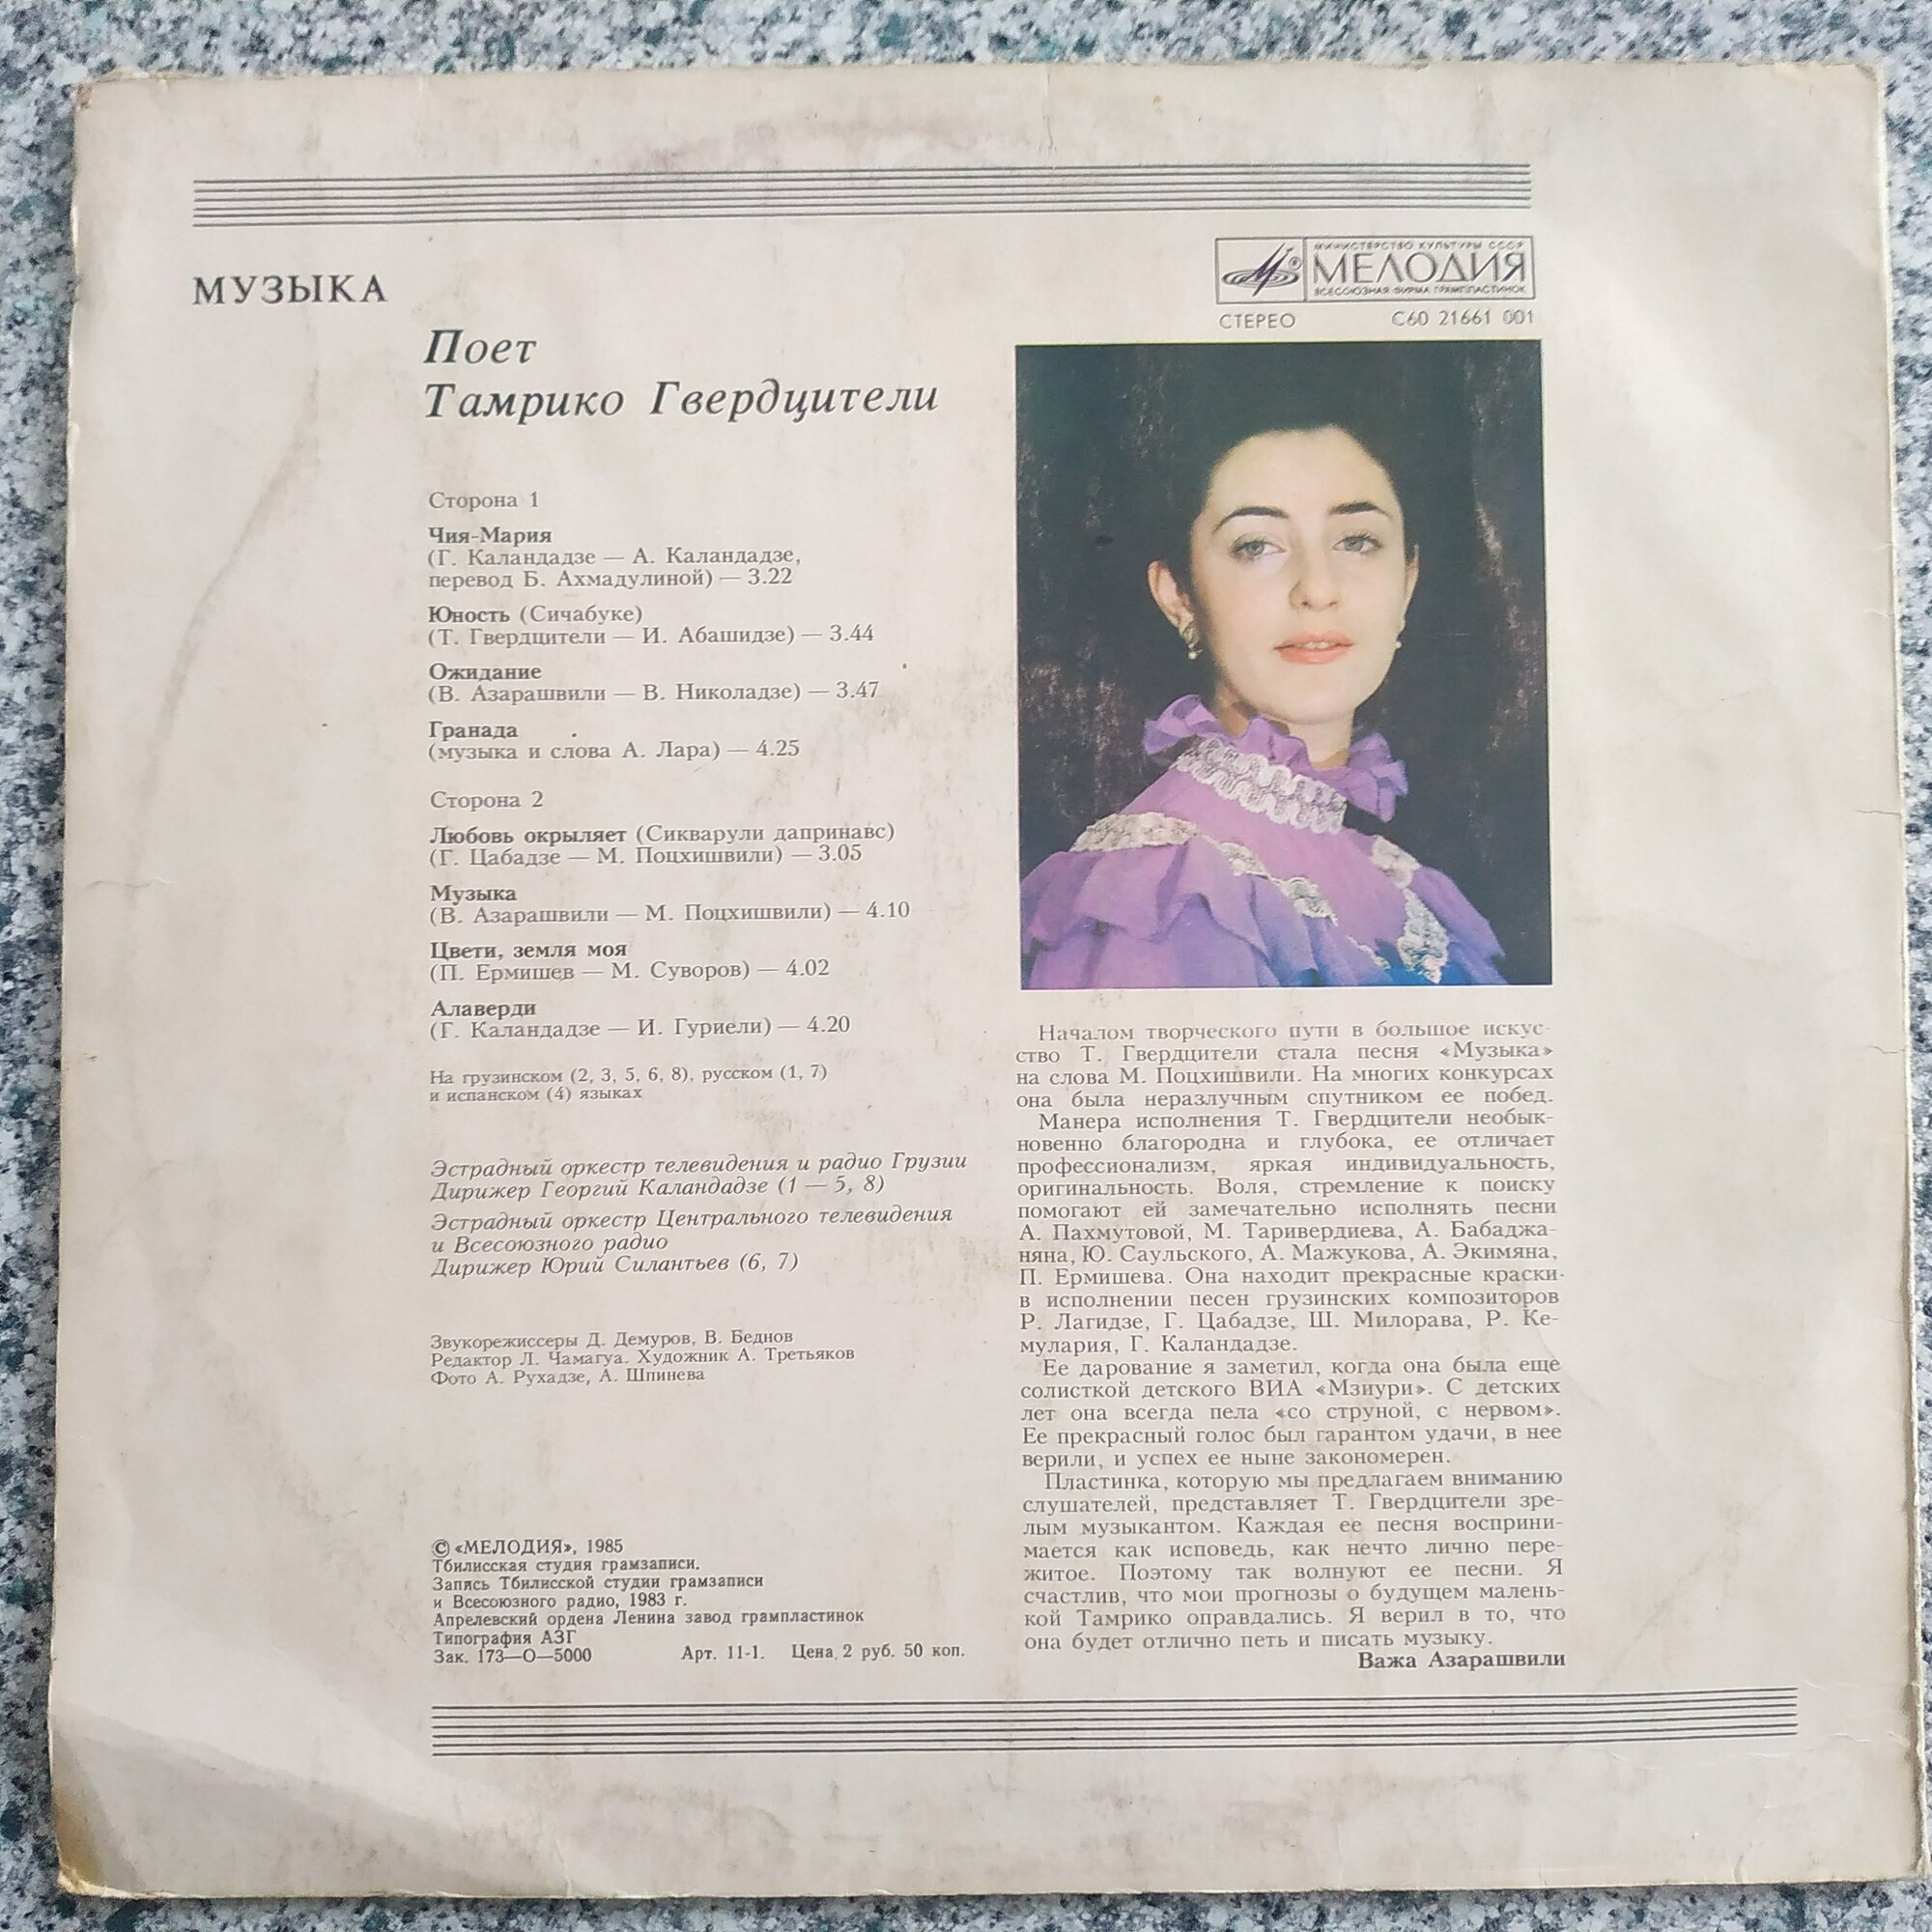 МУЗЫКА
МИНИСТЕРСТВО КУЛЬТУРЫ СССР
МЕЛОДИЯ
ВСЕСОЮЗНАЯ ФИРМА ГРАМПЛАСТИНОК
СТЕРЕО С60 21661 001
Поет
Тамрико Гвердцители
Сторона 1
Чия-Мария
(Г. Каландадзе — А. Каландадзе,
перевод Б. Ахмадулиной) — 3.22
Юность (Сичабуке)
(Т. Гвердцители — И. Абашидзе) — 3.44
Ожидание
(В. Азарашвили — В. Николадзе) — 3.47
Гранада
(музыка и слова А. Лара) — 4.25
Сторона 2
Любовь окрыляет (Сикварули дапринавс)
(Г. Цабадзе — М. Поцхишвили) — 3.05
Музыка
(В. Азарашвили — М. Поцхишвили) — 4.10
Цвети, земля моя
(П. Ермишев — М. Суворов) — 4.02
Алаверди
(Г. Каландадзе — И. Гуриели) — 4.20
На грузинском (2, 3, 5, 6, 8), русском (1, 7)
и испанском (4) языках
Эстрадный оркестр телевидения и радио Грузии
Дирижер Георгий Каландадзе (1 — 5, 8)
Эстрадный оркестр Центрального телевидения
и Всесоюзного радио
Дирижер Юрий Силантьев (6, 7)
Звукорежиссеры Д. Демуров, В. Беднов
Редактор Л. Чамагуа. Художник А. Третьяков
Фото А. Рухадзе, А. Шпинева
© «МЕЛОДИЯ», 1985
Тбилисская студия грамзаписи.
Запись Тбилисской студии грамзаписи
и Всесоюзного радио, 1983 г.
Апрелевский ордена Ленина завод грампластинок
Типография АЗГ
Зак. 173—О—5000 Арт. 11-1. Цена 2 руб. 50 коп.
Началом творческого пути в большое искус-
ство Т. Гвердцители стала песня «Музыка»
на слова М. Поцхишвили. На многих конкурсах
она была неразлучным спутником ее побед.
Манера исполнения Т. Гвердцители необык-
новенно благородна и глубока, ее отличает
профессионализм, яркая индивидуальность,
оригинальность. Воля, стремление к поиску
помогают ей замечательно исполнять песни
А. Пахмутовой, М. Таривердиева, А. Бабаджа-
няна, Ю. Саульского, А. Мажукова, А. Экимяна,
П. Ермишева. Она находит прекрасные краски
в исполнении песен грузинских композиторов
Р. Лагидзе, Г. Цабадзе, Ш. Милорава, Р. Ке-
мулария, Г. Каландадзе.
Ее дарование я заметил, когда она была еще
солисткой детского ВИА «Мзиури». С детских
лет она всегда пела «со струной, с нервом».
Ее прекрасный голос был гарантом удачи, в нее
верили, и успех ее ныне закономерен.
Пластинка, которую мы предлагаем вниманию
слушателей, представляет Т. Гвердцители зре-
лым музыкантом. Каждая ее песня восприни-
мается как исповедь, как нечто лично пере-
житое. Поэтому так волнуют ее песни. Я
счастлив, что мои прогнозы о будущем малень-
кой Тамрико оправдались. Я верил в то, что
она будет отлично петь и писать музыку.
Важа Азарашвили